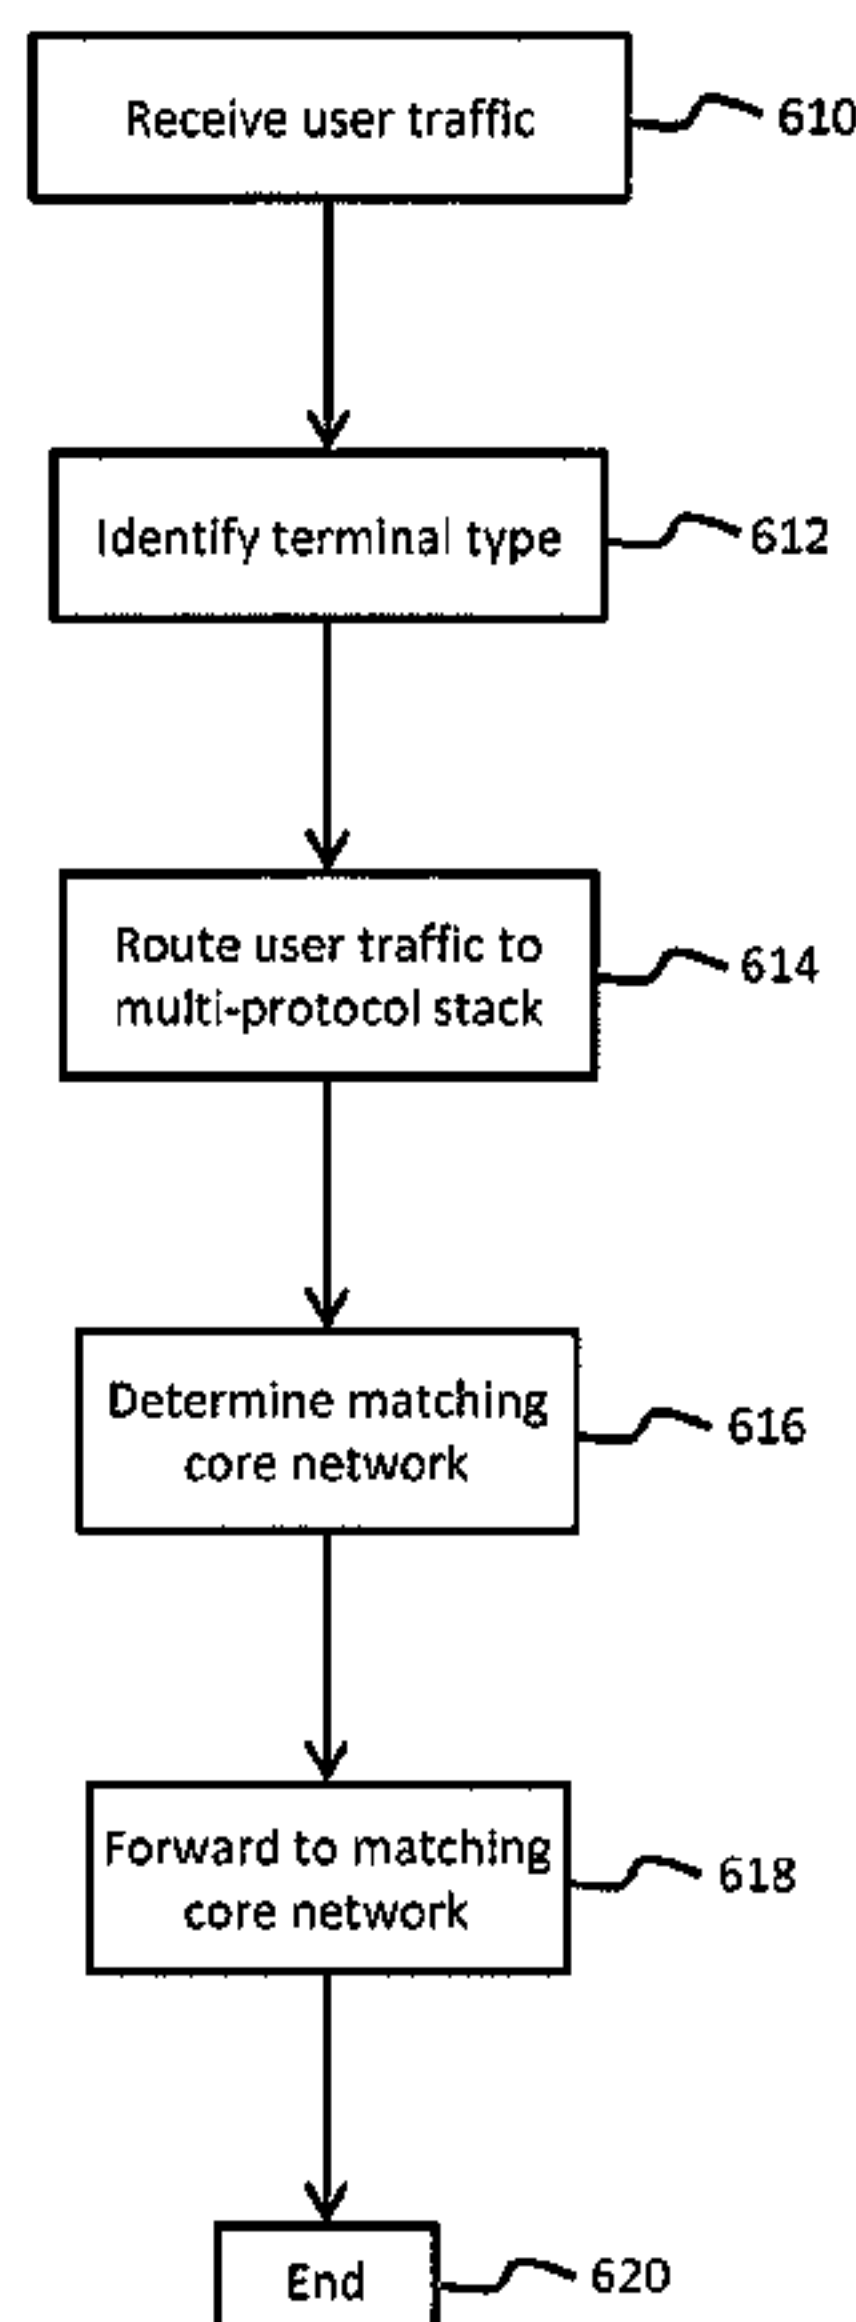 Receive user traffic
610
Identify terminal type
612
Route user traffic to
multi-protocol stack
614
Determine matching
core network
616
Forward to matching
core network
618
End
620